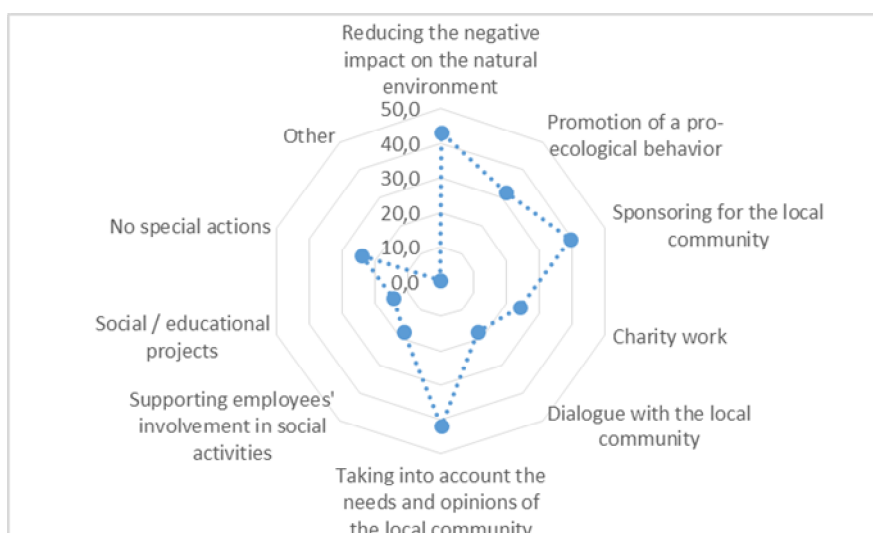 Reducing the negative
impact on the natural
environment
50,0
40,0
30,0
20,0
10,0
0,0
Promotion of a pro-
ecological behavior
Sponsoring for the local
community
Charity work
Dialogue with the local
community
Taking into account the
needs and opinions of
the local community
Supporting employees'
involvement in social
activities
Social / educational
projects
No special actions
Other